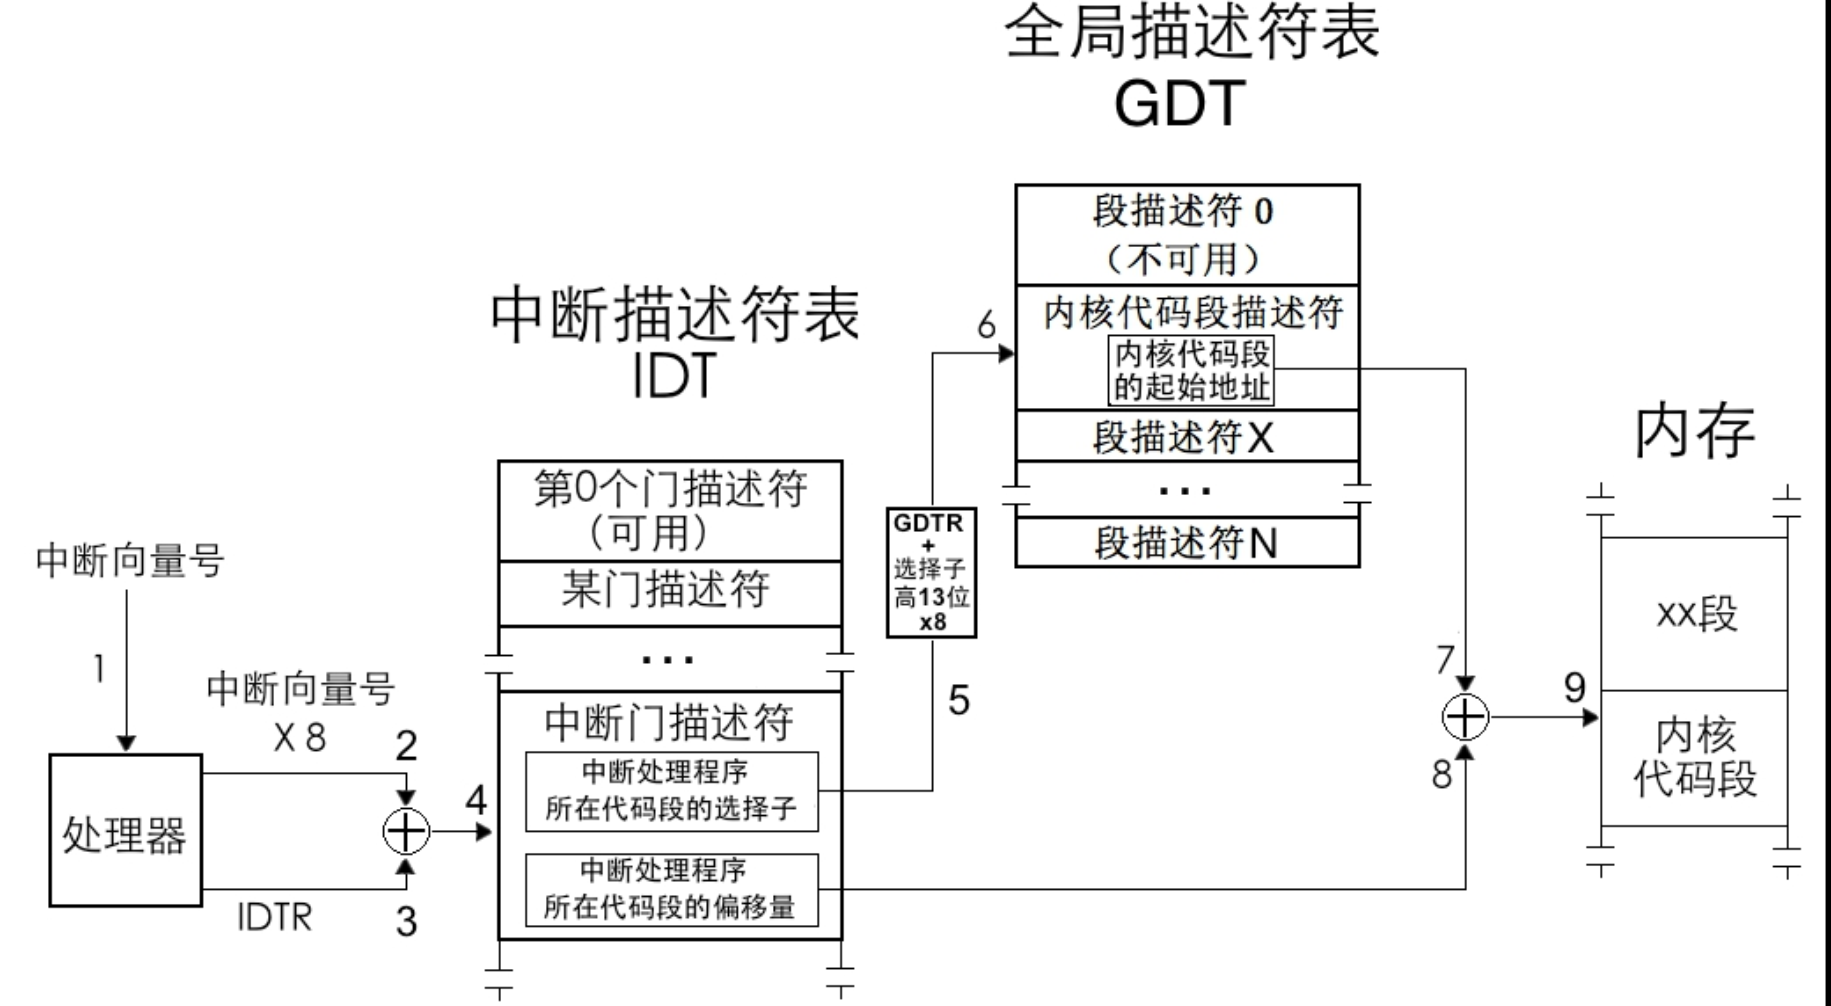 全局描述符表
GDT
段描述符 0
（不可用）
内核代码段描述符
内核代码段
的起始地址
段描述符X
...
段描述符N
6
中断描述符表
IDT
第0个门描述符
（可用）
某门描述符
...
中断门描述符
中断处理程序
所在代码段的选择子
中断处理程序
所在代码段的偏移量
GDTR
+
选择子
高13位
x8
5
中断向量号
1
中断向量号
X 8
2
处理器
4
IDTR
3
内存
xx段
内核
代码段
7
8
9